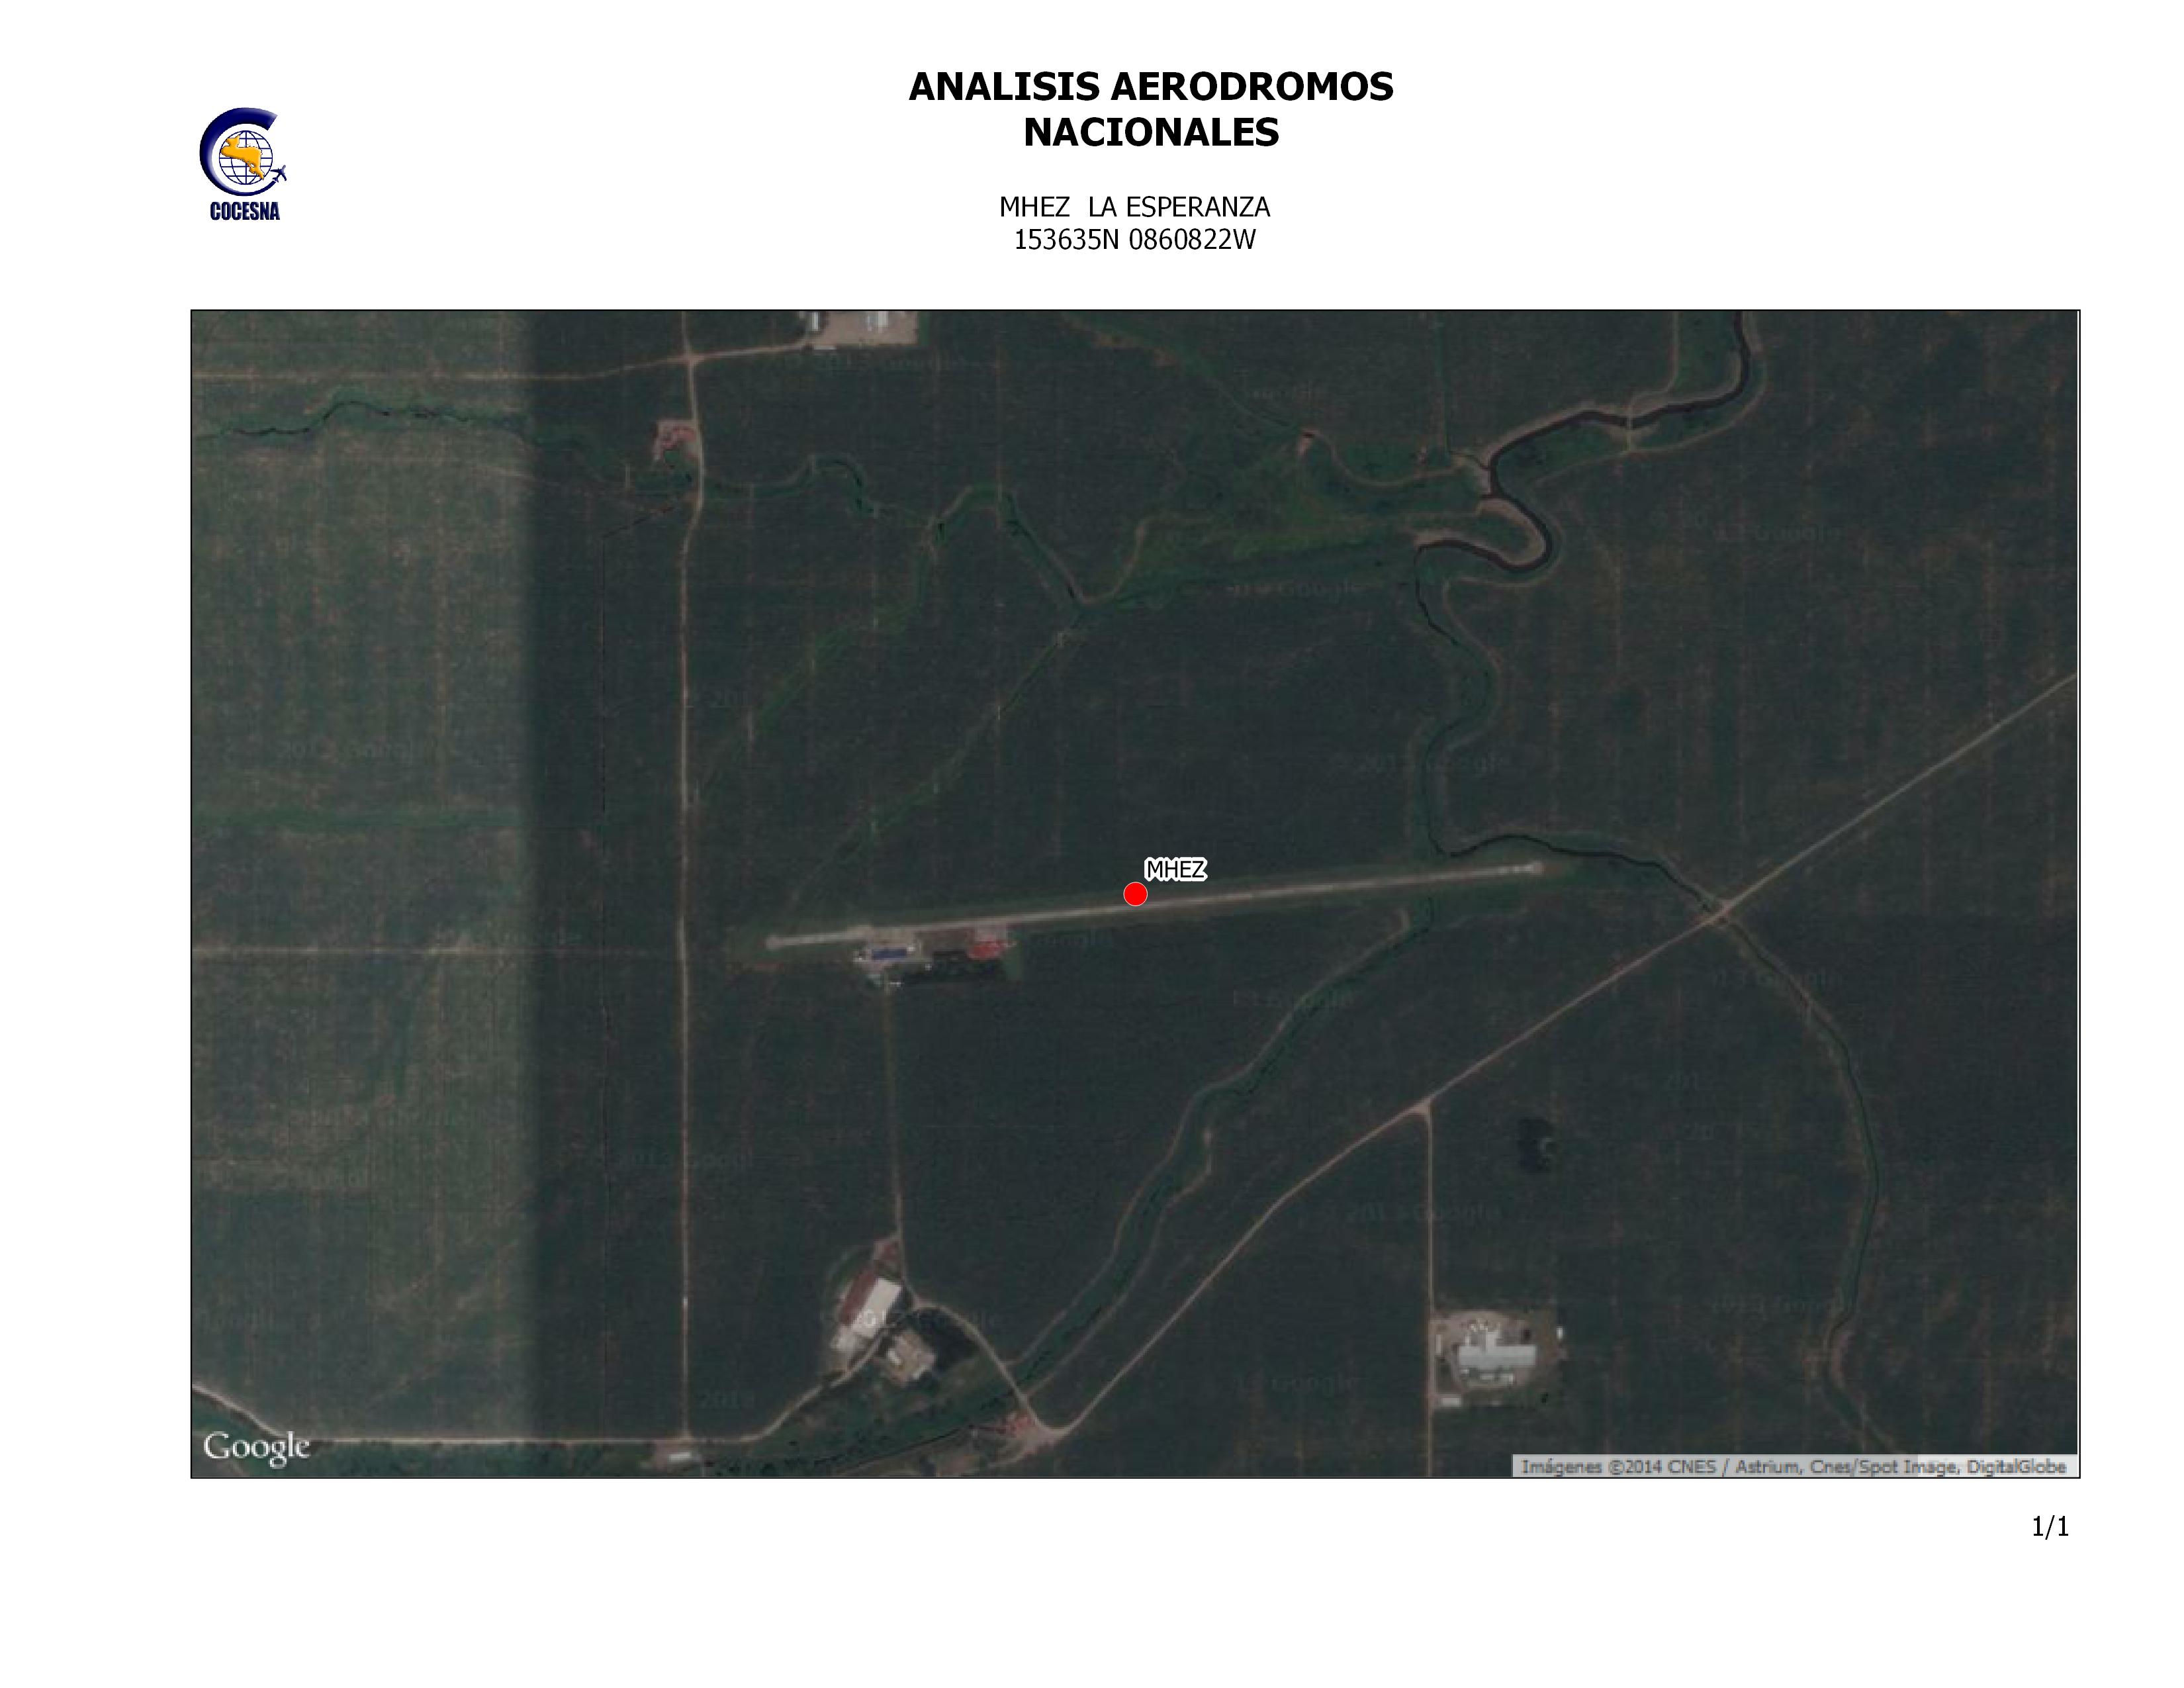 ANALISIS AERODROMOS
NACIONALES
COCESNA
MHEZ LA ESPERANZA
153635N 0860822W
MHEZ
Google
Imágenes ©2014 CNES / Astrium, Cnes/Spot Image, DigitalGlobe
1/1